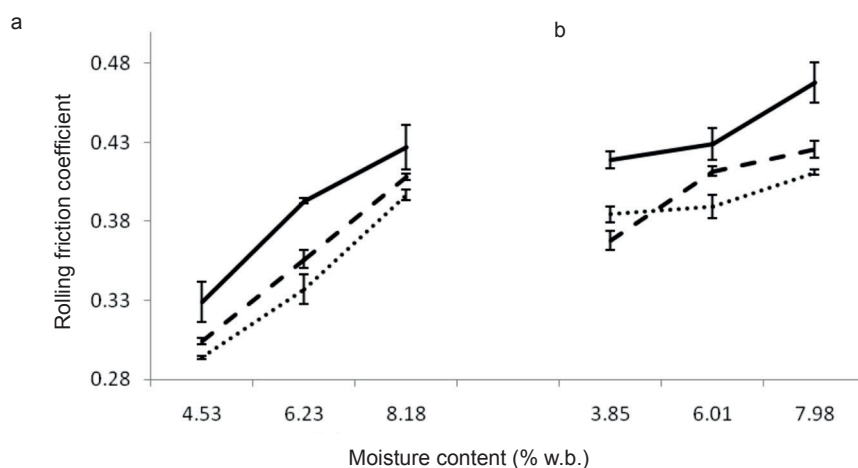 a
b
Rolling friction coefficient
0.48
0.43
0.38
0.33
0.28
4.53 6.23 8.18 3.85 6.01 7.98
Moisture content (% w.b.)